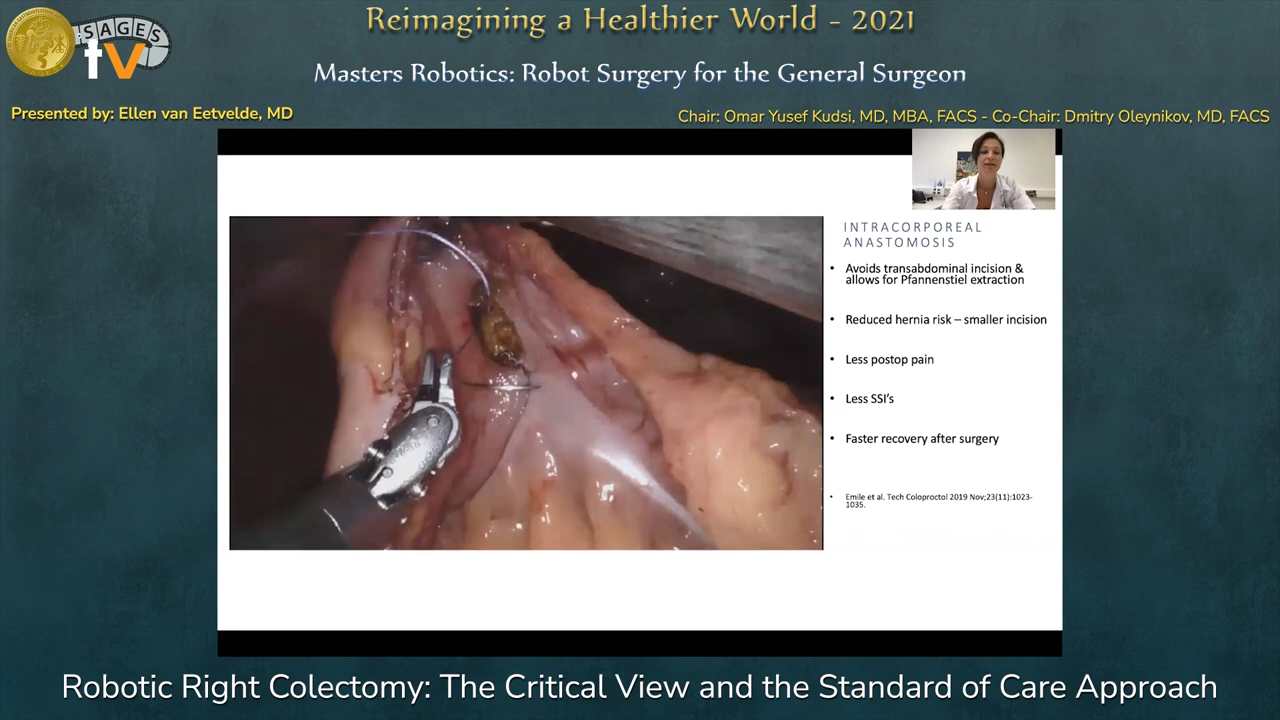 Reimagining a Healthier World - 2021
SAGES
tv
Masters Robotics: Robot Surgery for the General Surgeon
Presented by: Ellen van Eetvelde, MD
Chair: Omar Yusef Kudsi, MD, MBA, FACS - Co-Chair: Dmitry Oleynikov, MD, FACS
INTRACORPOREAL
ANASTOMOSIS
• Avoids transabdominal incision &
allows for Pfannenstiel extraction
• Reduced hernia risk – smaller incision
• Less postop pain
• Less SSI's
• Faster recovery after surgery
• Emile et al. Tech Coloproctol 2019 Nov;23(11):1023-
1035.
Robotic Right Colectomy: The Critical View and the Standard of Care Approach